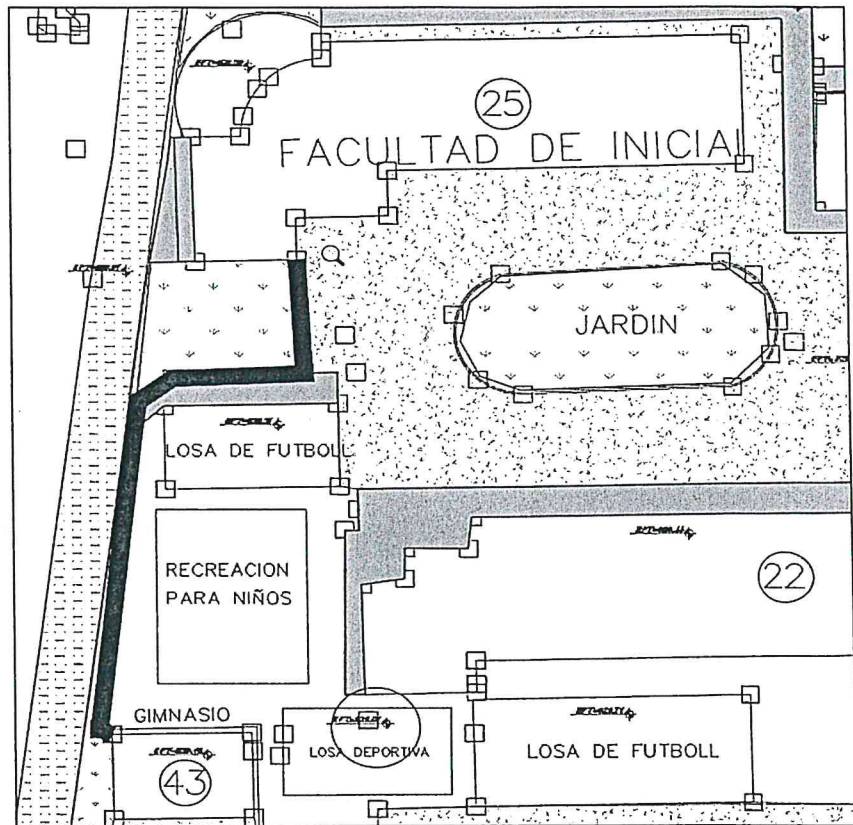 25
FACULTAD DE INICIAL
JARDIN
LOSA DE FUTBOLL
RECREACION
PARA NIÑOS
22
GIMNASIO
43
LOSA DEPORTIVA
LOSA DE FUTBOLL